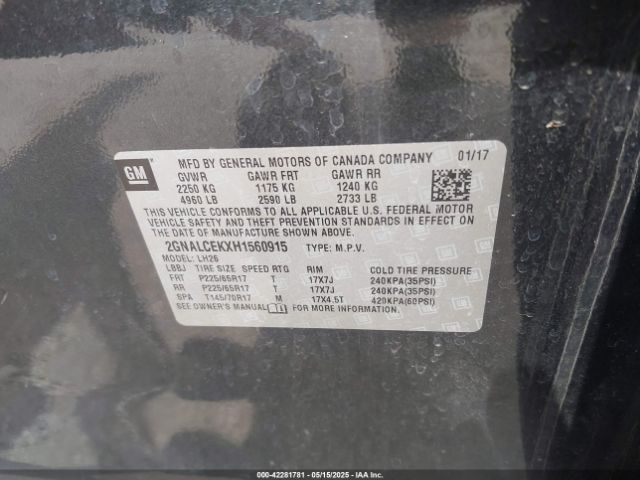 GM
MFD BY GENERAL MOTORS OF CANADA COMPANY 01/17
GVWR GAWR FRT GAWR RR
2250 KG 1175 KG 1240 KG
4960 LB 2590 LB 2733 LB
THIS VEHICLE CONFORMS TO ALL APPLICABLE U.S. FEDERAL MOTOR
VEHICLE SAFETY AND THEFT PREVENTION STANDARDS IN EFFECT ON
THE DATE OF MANUFACTURE SHOWN ABOVE.
2GNALCEKXH1560915 TYPE: M.P.V.
MODEL: LH26
LBBJ TIRE SIZE SPEED RTG RIM COLD TIRE PRESSURE
FRT P225/65R17 T 17X7J 240KPA(35PSI)
RR P225/65R17 T 17X7J 240KPA(35PSI)
SPA T145/70R17 M 17X4.5T 420KPA(60PSI)
SEE OWNER'S MANUAL FOR MORE INFORMATION.
000-42281781 - 05/15/2025 - IAAI.COM